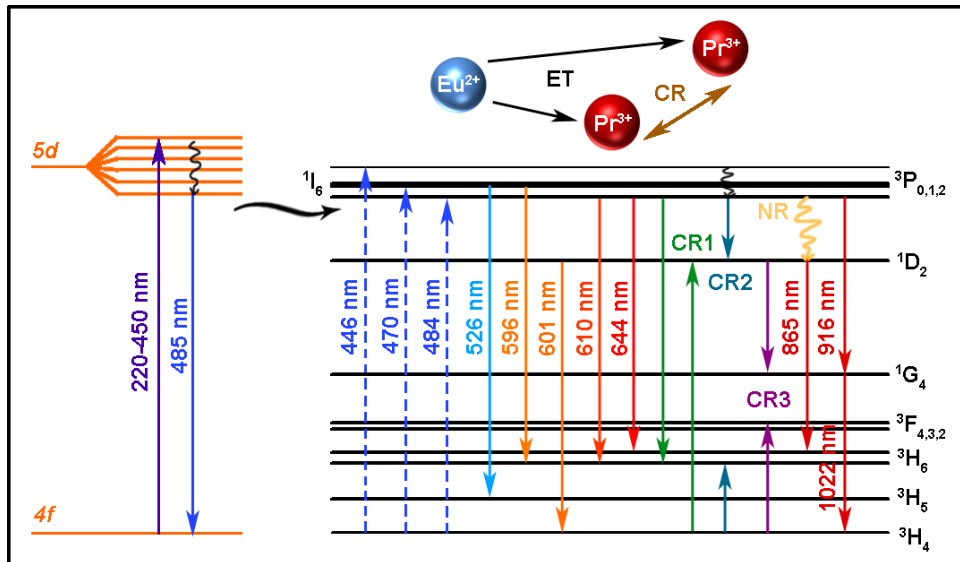 Eu²⁺
ET
Pr³⁺
CR
Pr³⁺
5d
4f
220-450 nm
485 nm
¹I₆
446 nm
470 nm
484 nm
526 nm
596 nm
601 nm
610 nm
644 nm
CR1
CR2
CR3
NR
865 nm
916 nm
1022 nm
³P₀,₁,₂
¹D₂
¹G₄
³F₄,₃,₂
³H₆
³H₅
³H₄